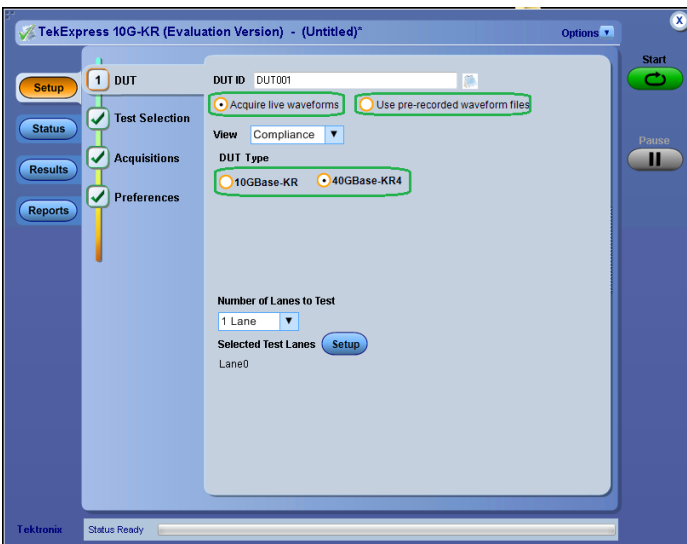 TekExpress 10G-KR (Evaluation Version) - (Untitled)*
Options
Start
Pause
Setup
Status
Results
Reports
1 DUT
Test Selection
Acquisitions
Preferences
DUT ID DUT001
Acquire live waveforms
Use pre-recorded waveform files
View Compliance
DUT Type
10GBase-KR
40GBase-KR4
Number of Lanes to Test
1 Lane
Selected Test Lanes Setup
Lane0
Tektronix
Status Ready